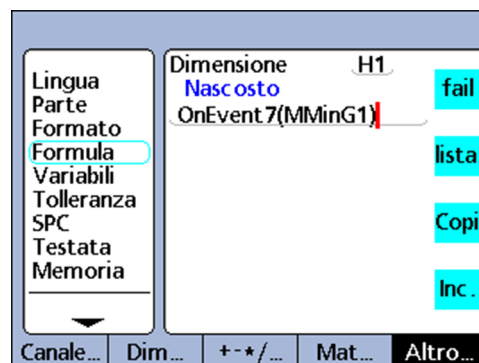 Lingua
Parte
Formato
Formula
Variabili
Tolleranza
SPC
Testata
Memoria
Dimensione H1
Nascosto
OnEvent7(MMinG1)
fail
lista
Copi
Inc.
Canale... Dim... +-*/... Mat... Altro...